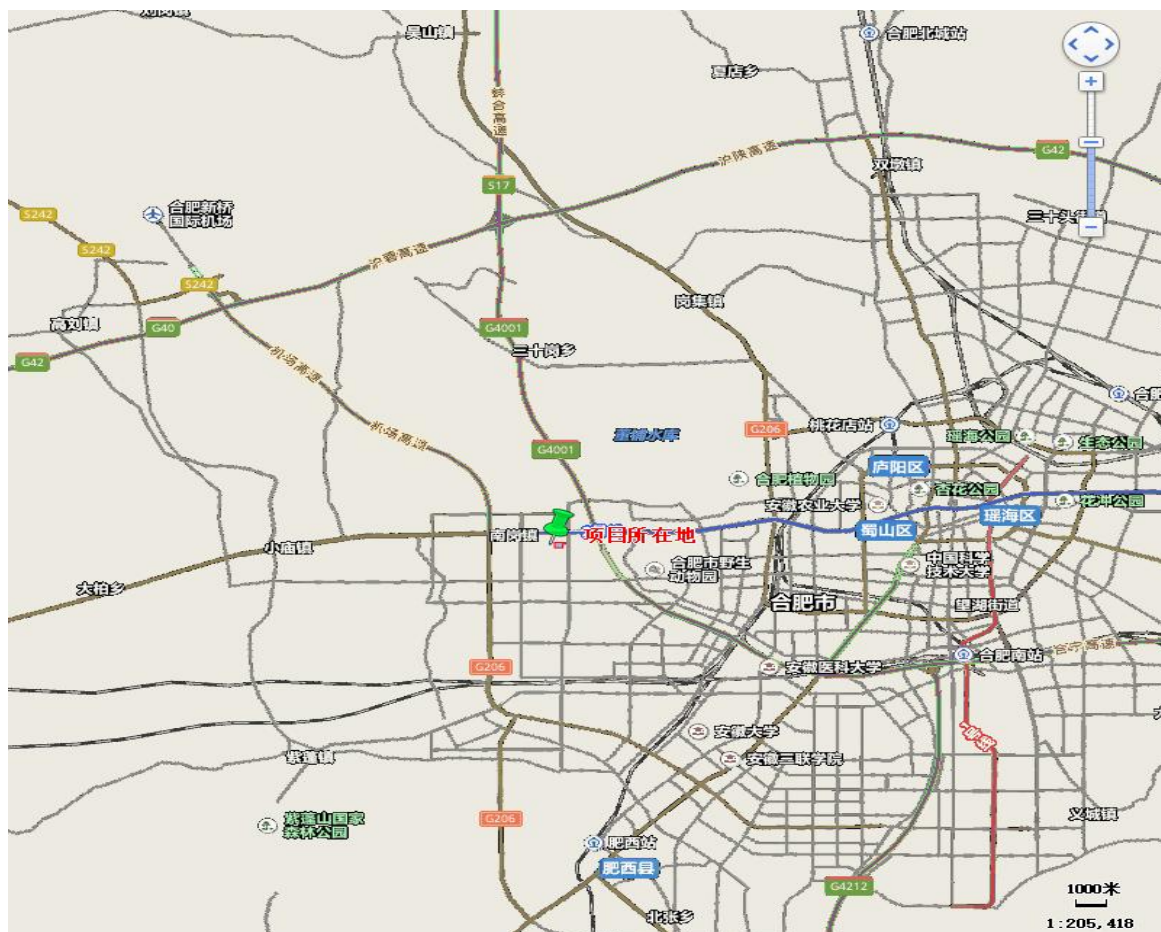 吴山镇
合肥北城站
夏店乡
蚌合高速
沪陕高速
G42
双墩镇
S17
S242
合肥新桥
国际机场
三十头镇
S242
沪蓉高速
S242
岗集镇
高刘镇
G40
G4001
三十岗乡
G42
机场高速
合肥
机场高速
桃花店站
董铺水库
G206
瑶海公园
生态公园
G4001
庐阳区
合肥植物园
杏花公园
安徽农业大学
花冲公园
瑶海区
南岗镇
项目所在地
蜀山区
小庙镇
合肥市野生
动物园
中国科学
技术大学
大柏乡
合肥市
望湖街道
合肥南站
合宁高速
G206
安徽医科大学
安徽大学
1号线
紫蓬镇
安徽三联学院
紫蓬山国家
森林公园
G206
义城镇
肥西站
肥西县
G4212
1000米
北张乡
1:205,418